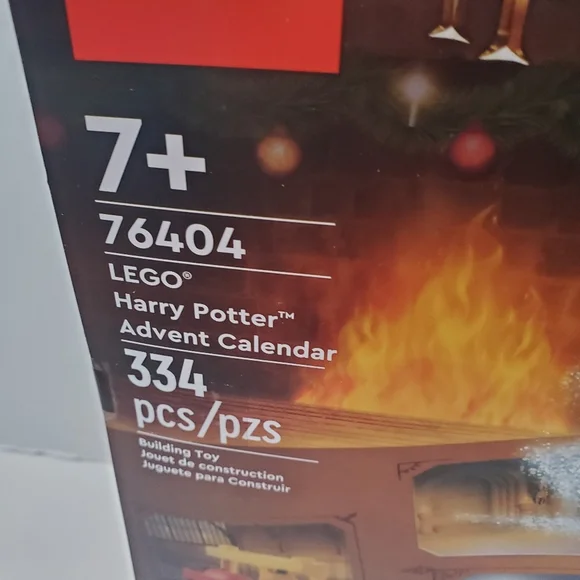 7+
76404
LEGO®
Harry Potter™
Advent Calendar
334
pcs/pzs
Building Toy
Jouet de construction
Juguete para Construir